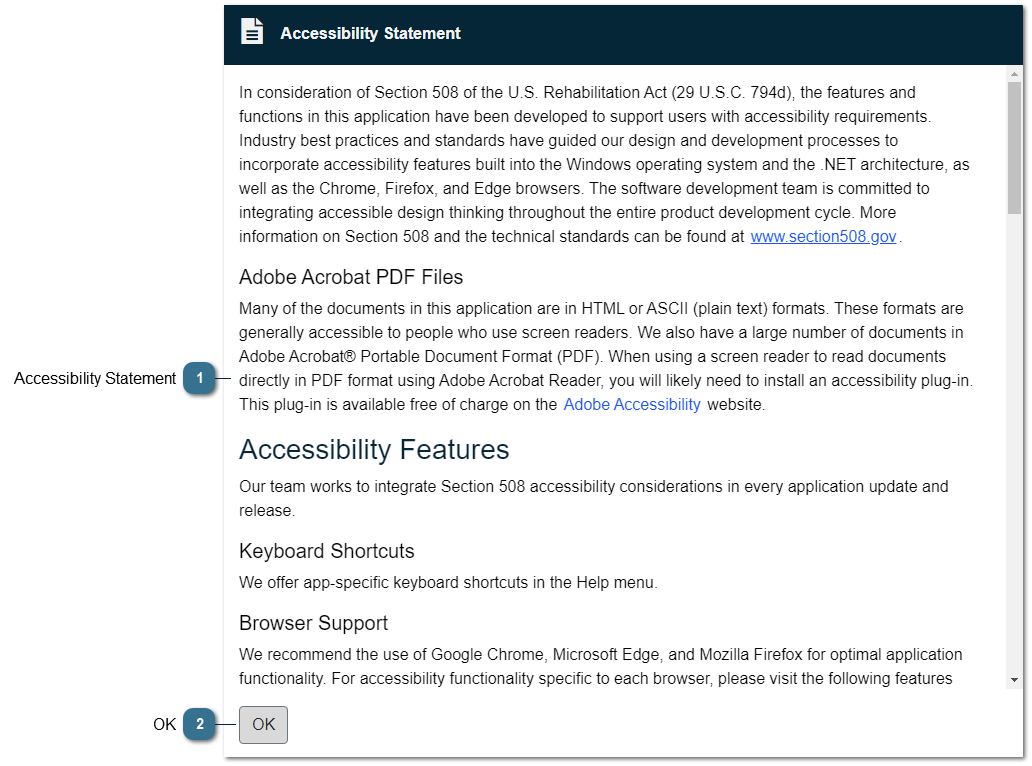 Accessibility Statement
In consideration of Section 508 of the U.S. Rehabilitation Act (29 U.S.C. 794d), the features and
functions in this application have been developed to support users with accessibility requirements.
Industry best practices and standards have guided our design and development processes to
incorporate accessibility features built into the Windows operating system and the .NET architecture, as
well as the Chrome, Firefox, and Edge browsers. The software development team is committed to
integrating accessible design thinking throughout the entire product development cycle. More
information on Section 508 and the technical standards can be found at www.section508.gov.
Adobe Acrobat PDF Files
Many of the documents in this application are in HTML or ASCII (plain text) formats. These formats are
generally accessible to people who use screen readers. We also have a large number of documents in
Adobe Acrobat® Portable Document Format (PDF). When using a screen reader to read documents
Accessibility Statement 1
directly in PDF format using Adobe Acrobat Reader, you will likely need to install an accessibility plug-in.
This plug-in is available free of charge on the Adobe Accessibility website.
Accessibility Features
Our team works to integrate Section 508 accessibility considerations in every application update and
release.
Keyboard Shortcuts
We offer app-specific keyboard shortcuts in the Help menu.
Browser Support
We recommend the use of Google Chrome, Microsoft Edge, and Mozilla Firefox for optimal application
functionality. For accessibility functionality specific to each browser, please visit the following features
OK 2 OK